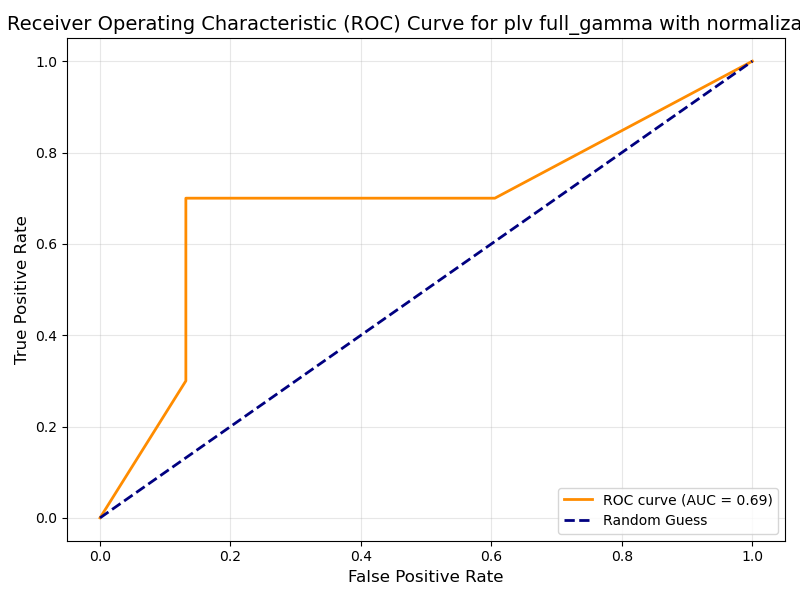 Receiver Operating Characteristic (ROC) Curve for plv full_gamma with normaliza
1.0
0.8
0.6
0.4
0.2
0.0
True Positive Rate
ROC curve (AUC = 0.69)
Random Guess
0.0 0.2 0.4 0.6 0.8 1.0
False Positive Rate